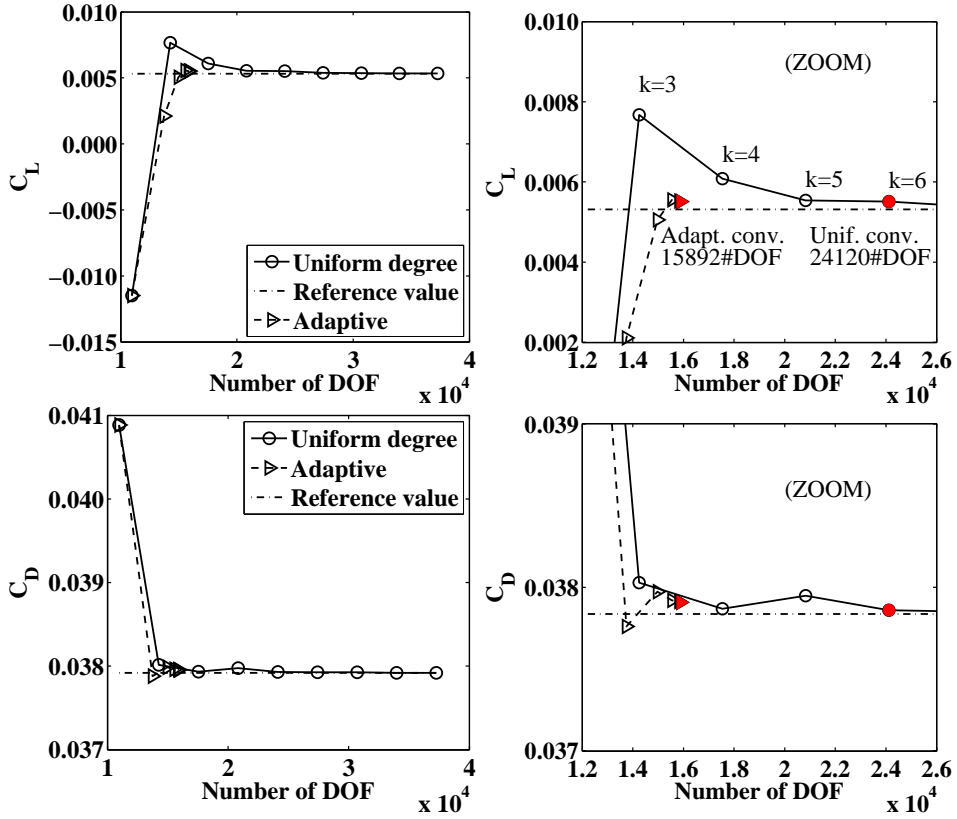 0.010
0.005
0.000
−0.005
−0.010
−0.015
C_L
1 2 3 4
Number of DOF
x 10^4
Uniform degree
Reference value
Adaptive
0.010
0.008
0.006
0.004
0.002
C_L
(ZOOM)
k=3
k=4
k=5
k=6
Adapt. conv.
15892#DOF
Unif. conv.
24120#DOF
1.2 1.4 1.6 1.8 2 2.2 2.4 2.6
Number of DOF
x 10^4
0.041
0.040
0.039
0.038
0.037
C_D
Uniform degree
Adaptive
Reference value
1 2 3 4
Number of DOF
x 10^4
0.039
0.038
0.037
C_D
(ZOOM)
1.2 1.4 1.6 1.8 2 2.2 2.4 2.6
Number of DOF
x 10^4